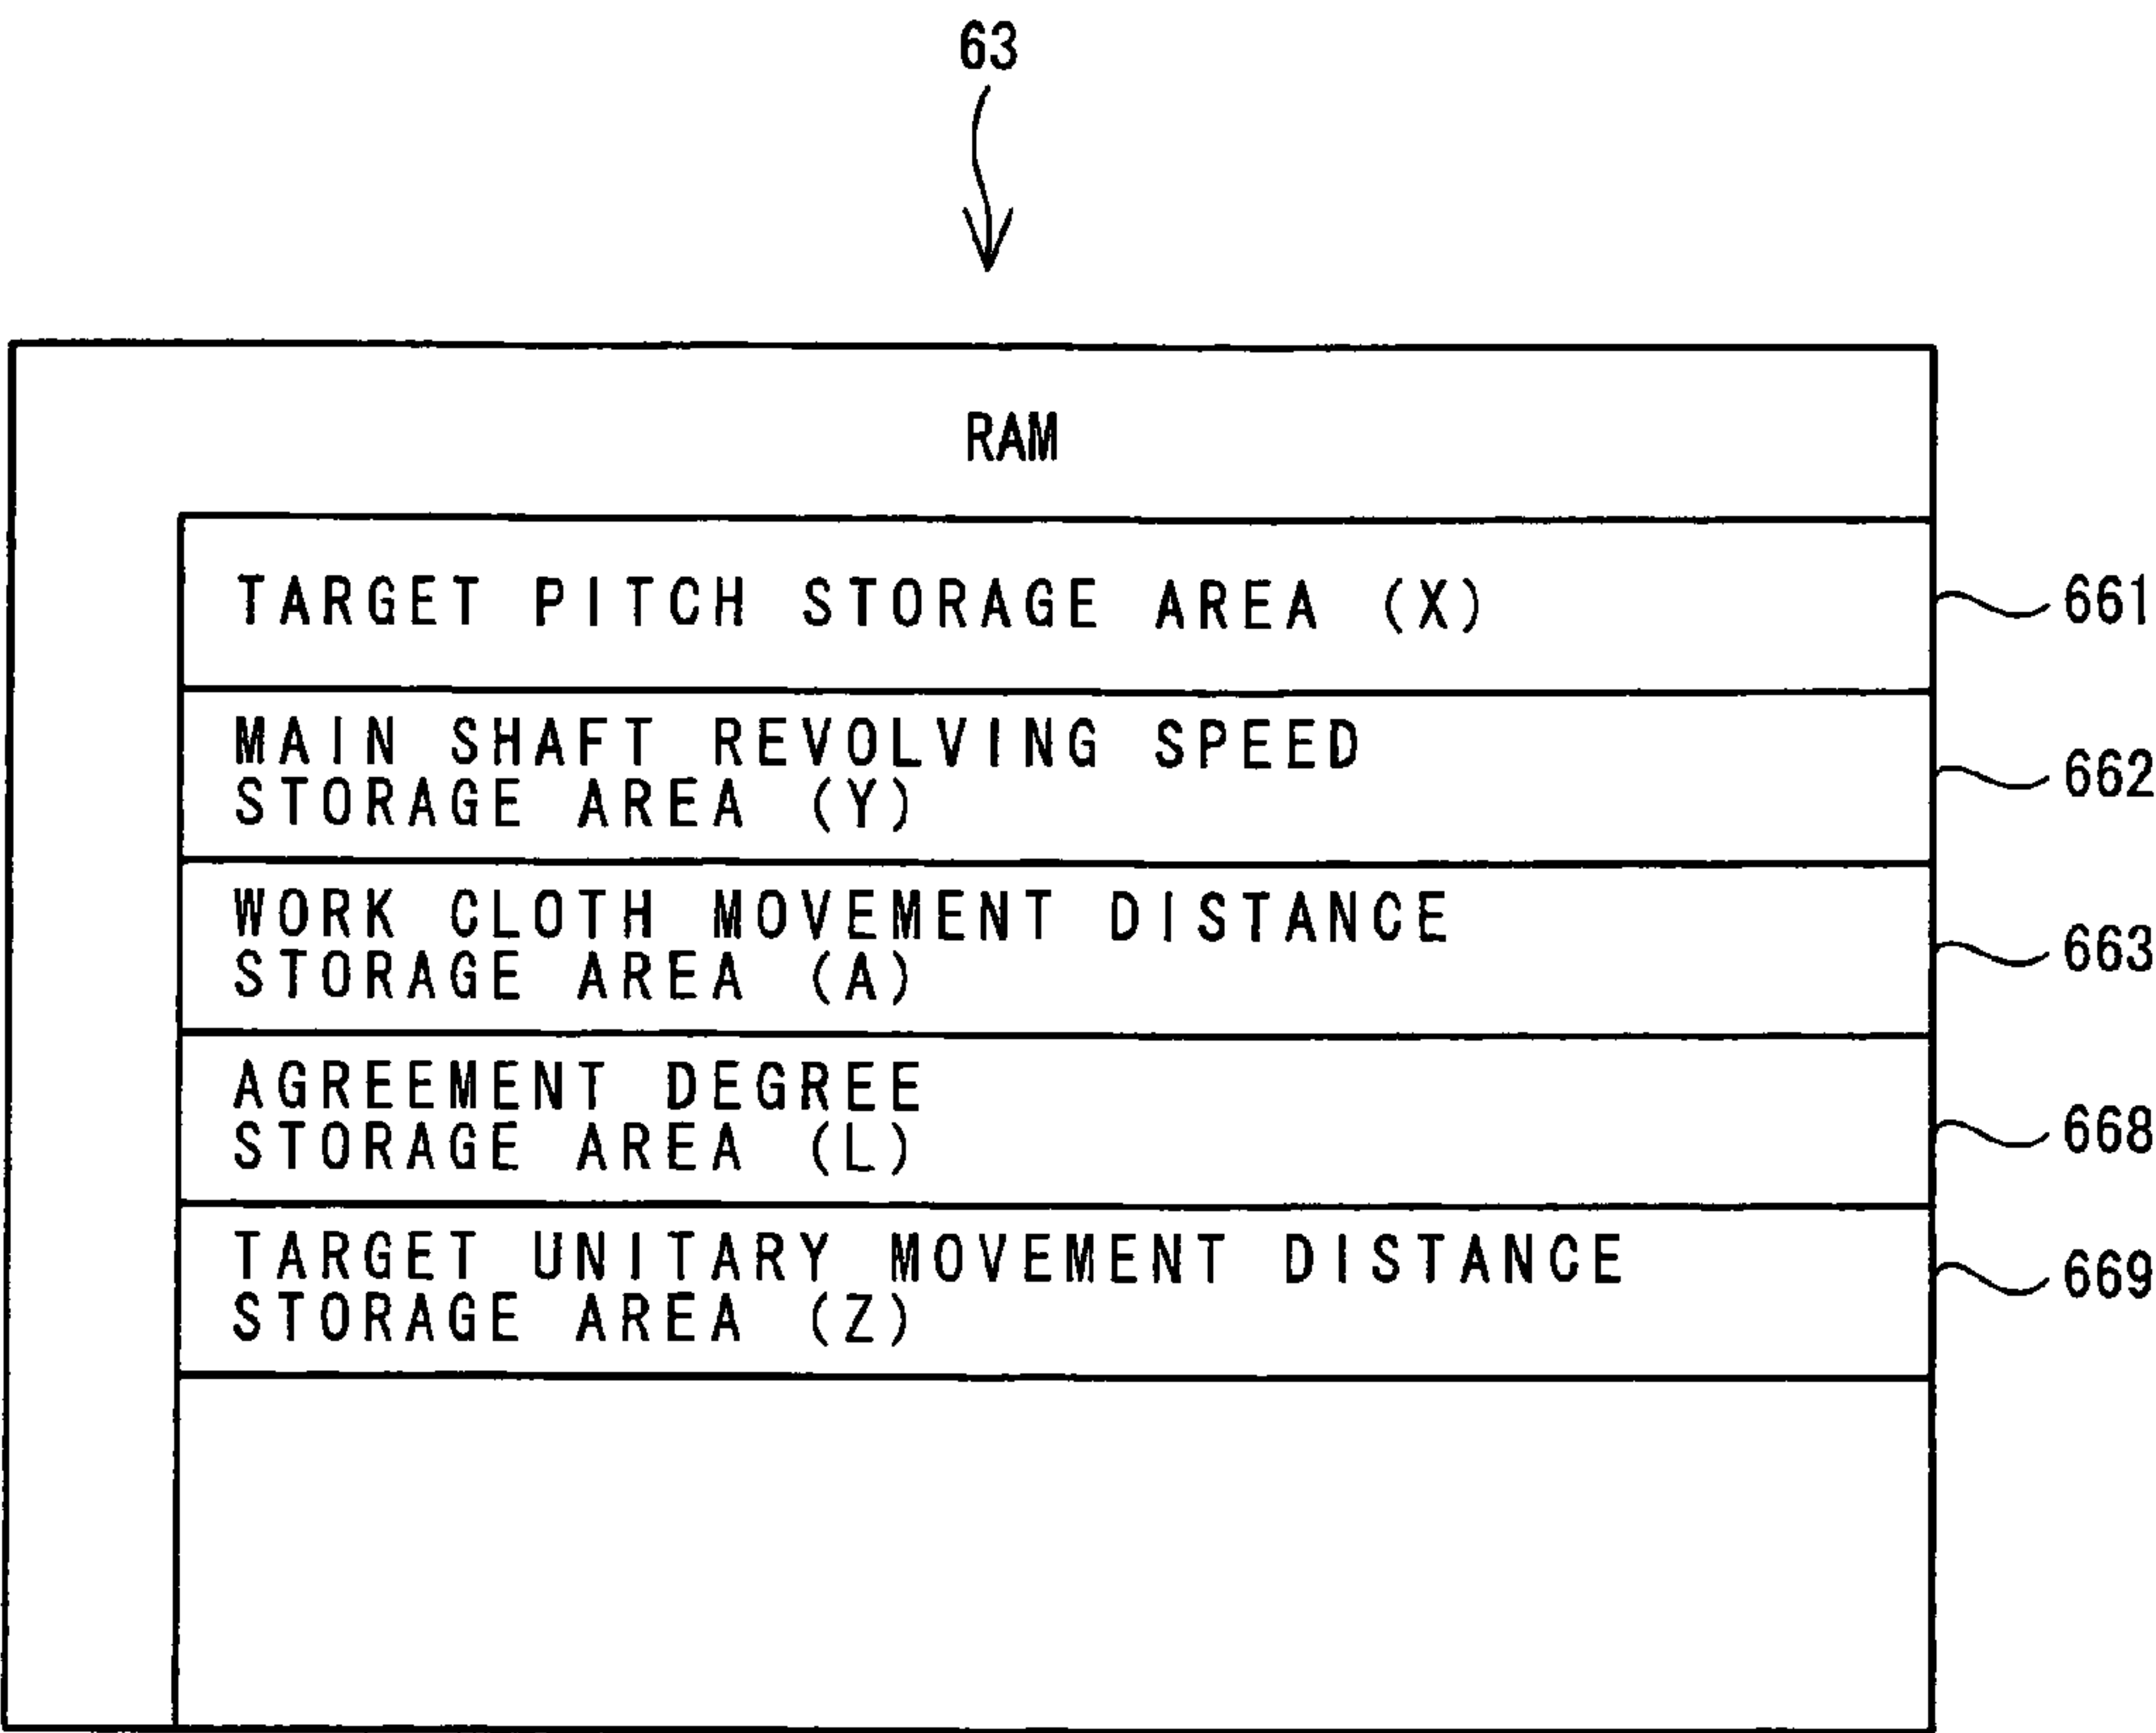 63
RAM
TARGET PITCH STORAGE AREA (X)
661
MAIN SHAFT REVOLVING SPEED
STORAGE AREA (Y)
662
WORK CLOTH MOVEMENT DISTANCE
STORAGE AREA (A)
663
AGREEMENT DEGREE
STORAGE AREA (L)
668
TARGET UNITARY MOVEMENT DISTANCE
STORAGE AREA (Z)
669